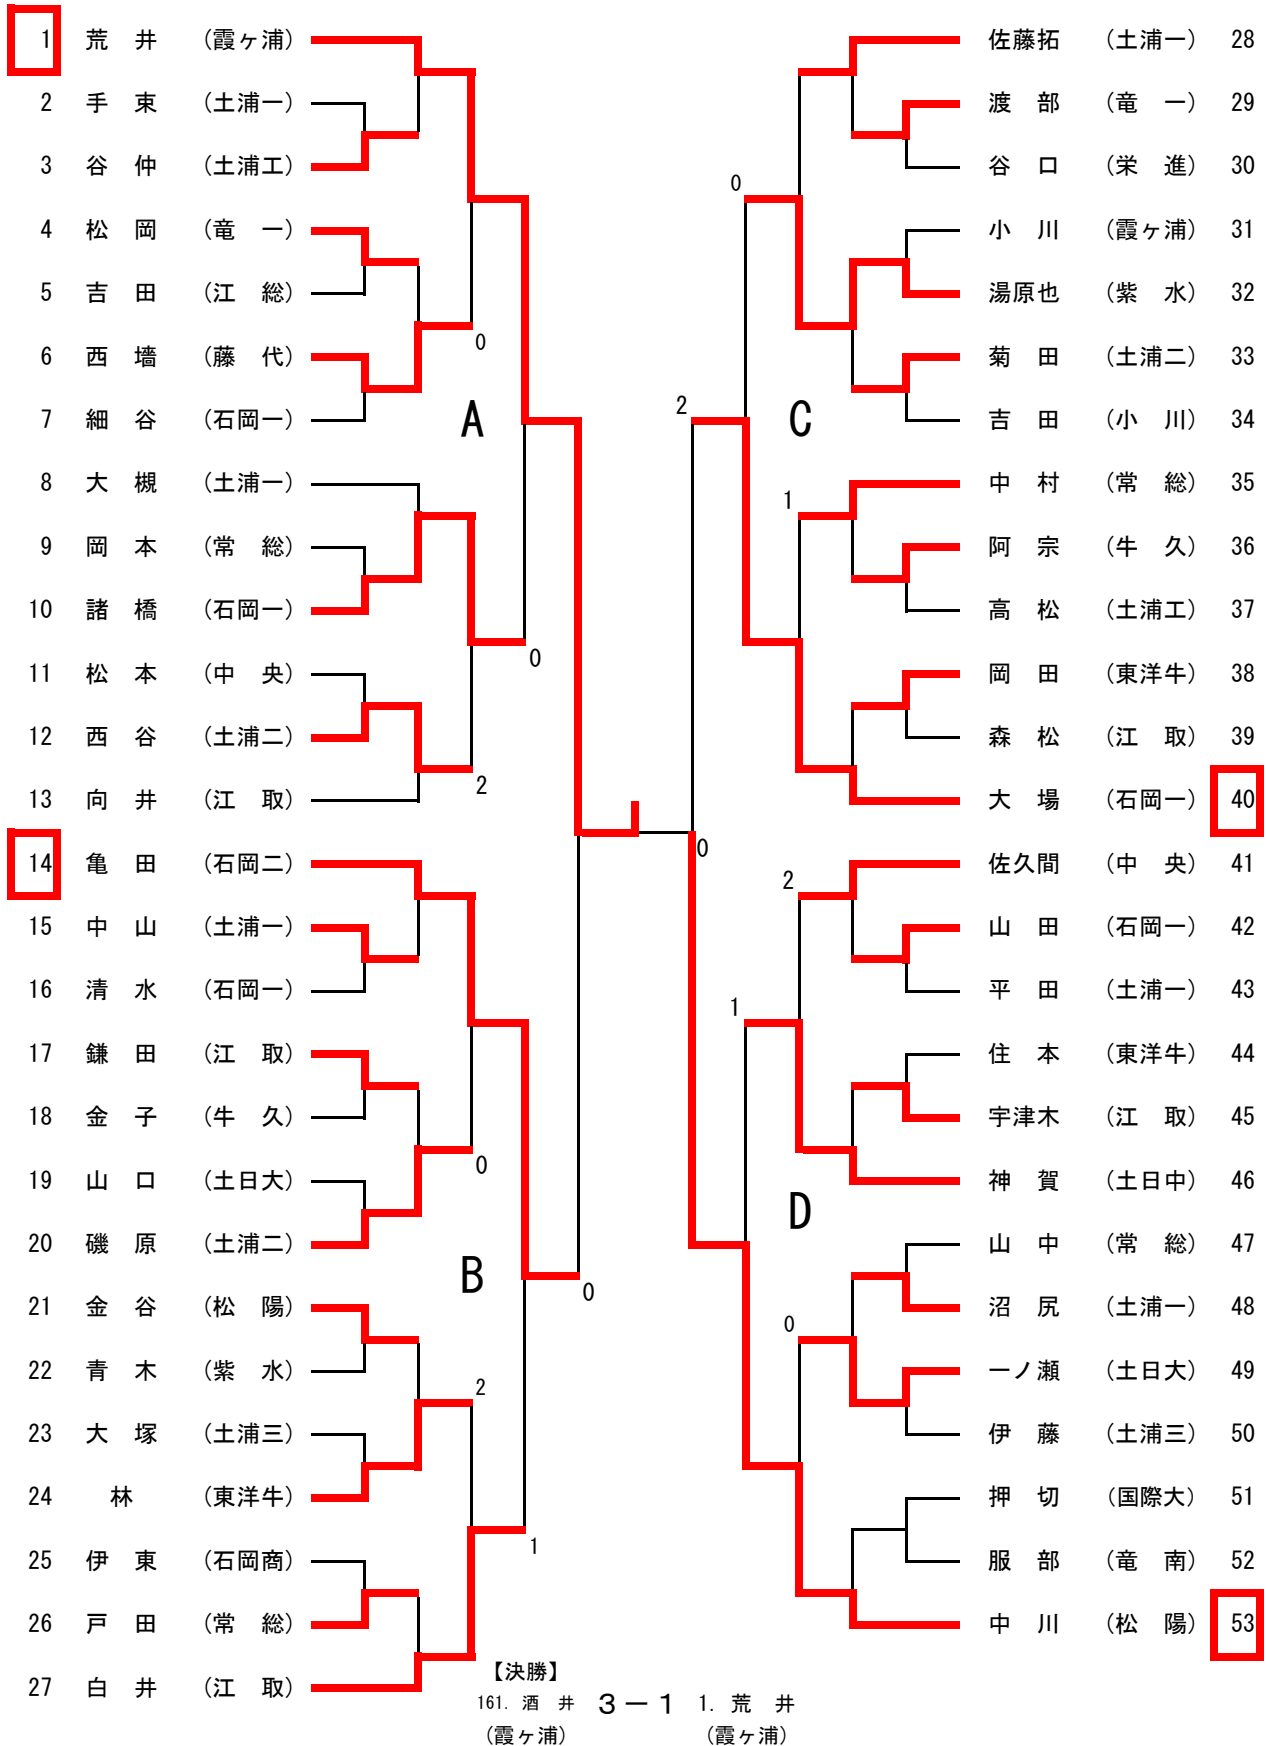 1 荒 井 (霞ヶ浦)
2 手 束 (土浦一)
3 谷 仲 (土浦工)
4 松 岡 (竜 一)
5 吉 田 (江 総)
6 西 墻 (藤 代)
7 細 谷 (石岡一)
8 大 槻 (土浦一)
9 岡 本 (常 総)
10 諸 橋 (石岡一)
11 松 本 (中 央)
12 西 谷 (土浦二)
13 向 井 (江 取)
14 亀 田 (石岡二)
15 中 山 (土浦一)
16 清 水 (石岡一)
17 鎌 田 (江 取)
18 金 子 (牛 久)
19 山 口 (土日大)
20 磯 原 (土浦二)
21 金 谷 (松 陽)
22 青 木 (紫 水)
23 大 塚 (土浦三)
24 林 (東洋牛)
25 伊 東 (石岡商)
26 戸 田 (常 総)
27 白 井 (江 取)
0
A
0
2
0
B
0
2
1
0
2
C
1
0
2
1
D
0
佐藤拓 (土浦一) 28
渡 部 (竜 一) 29
谷 口 (栄 進) 30
小 川 (霞ヶ浦) 31
湯原也 (紫 水) 32
菊 田 (土浦二) 33
吉 田 (小 川) 34
中 村 (常 総) 35
阿 宗 (牛 久) 36
高 松 (土浦工) 37
岡 田 (東洋牛) 38
森 松 (江 取) 39
大 場 (石岡一) 40
佐久間 (中 央) 41
山 田 (石岡一) 42
平 田 (土浦一) 43
住 本 (東洋牛) 44
宇津木 (江 取) 45
神 賀 (土日中) 46
山 中 (常 総) 47
沼 尻 (土浦一) 48
一ノ瀬 (土日大) 49
伊 藤 (土浦三) 50
押 切 (国際大) 51
服 部 (竜 南) 52
中 川 (松 陽) 53
【決勝】
161. 酒 井 3－1 1. 荒 井
(霞ヶ浦) (霞ヶ浦)